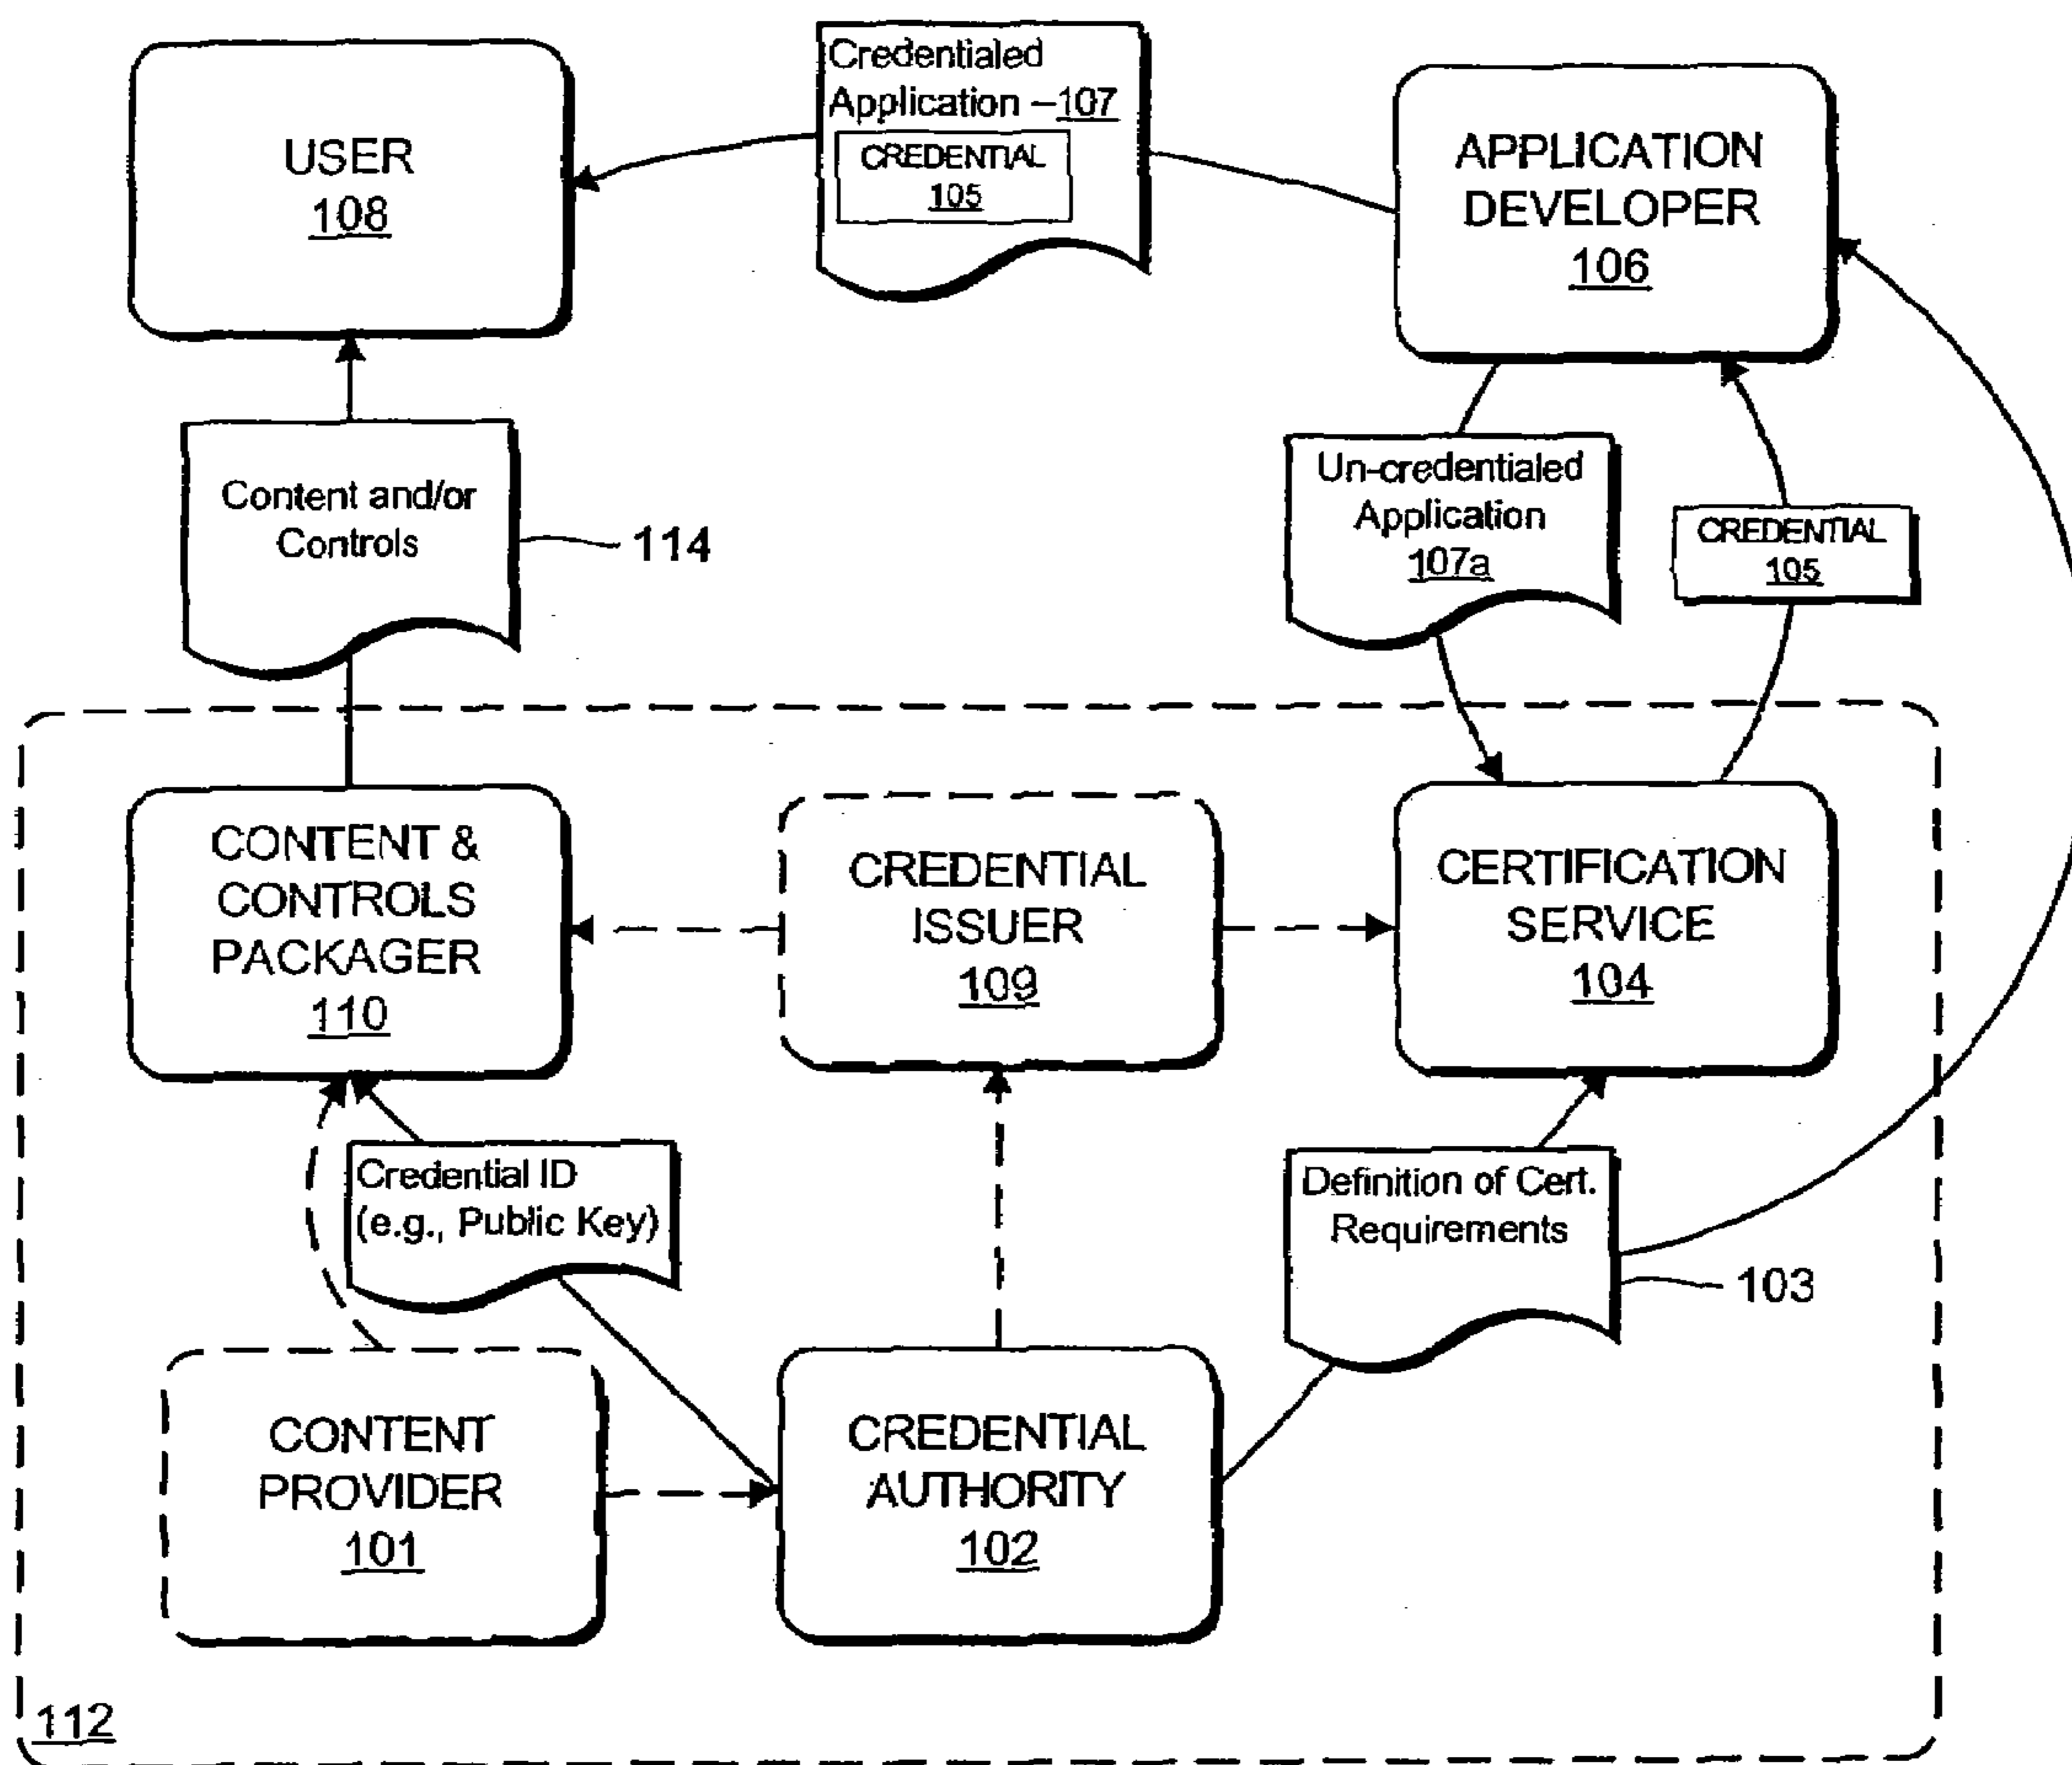 USER
108
Credentialed
Application –107
CREDENTIAL
105
APPLICATION
DEVELOPER
106
Content and/or
Controls
114
Un-credentialed
Application
107a
CREDENTIAL
105
CONTENT &
CONTROLS
PACKAGER
110
CREDENTIAL
ISSUER
109
CERTIFICATION
SERVICE
104
Credential ID
(e.g., Public Key)
Definition of Cert.
Requirements
103
CONTENT
PROVIDER
101
CREDENTIAL
AUTHORITY
102
112